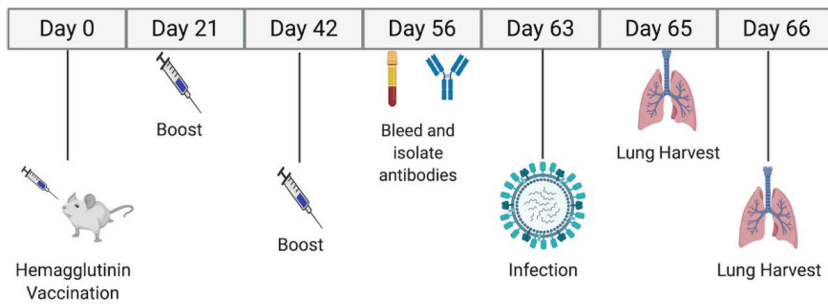 Day 0
Day 21
Day 42
Day 56
Day 63
Day 65
Day 66
Hemagglutinin
Vaccination
Boost
Boost
Bleed and
isolate
antibodies
Infection
Lung Harvest
Lung Harvest